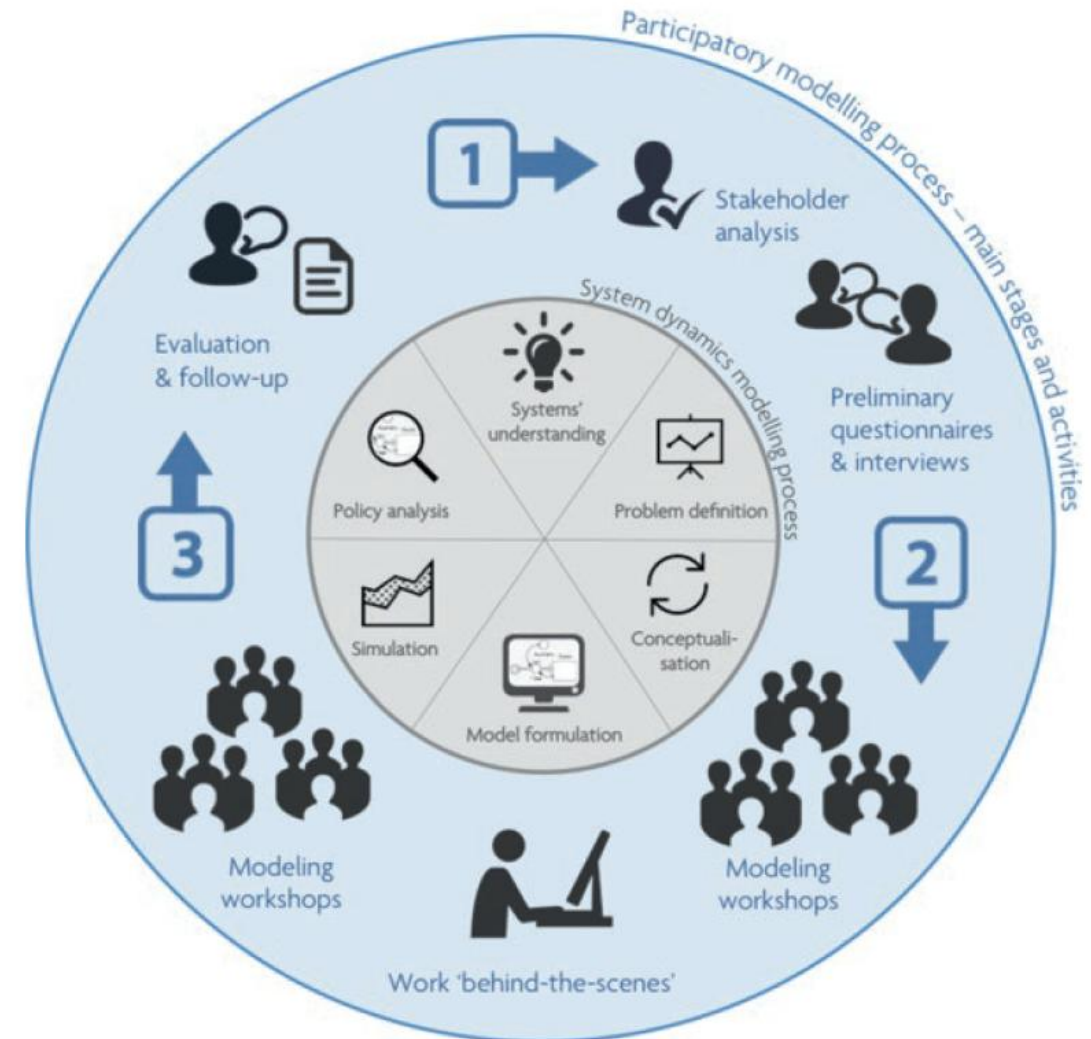 Participatory modelling process – main stages and activities
1
Stakeholder
analysis
Preliminary
questionnaires
& interviews
2
Modeling
workshops
Work ‘behind-the-scenes’
Modeling
workshops
3
Evaluation
& follow-up
System dynamics modelling process
Systems’
understanding
Problem definition
Conceptuali-
sation
Model formulation
Simulation
Policy analysis